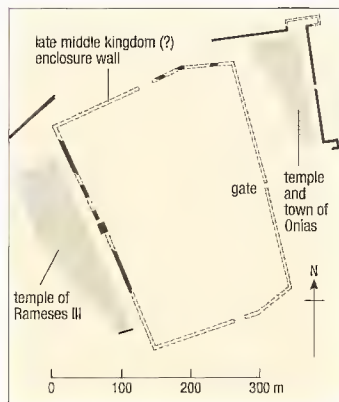 late middle kingdom (?)
enclosure wall
temple
and
town of
Onias
gate
N
temple of
Rameses III
0 100 200 300 m